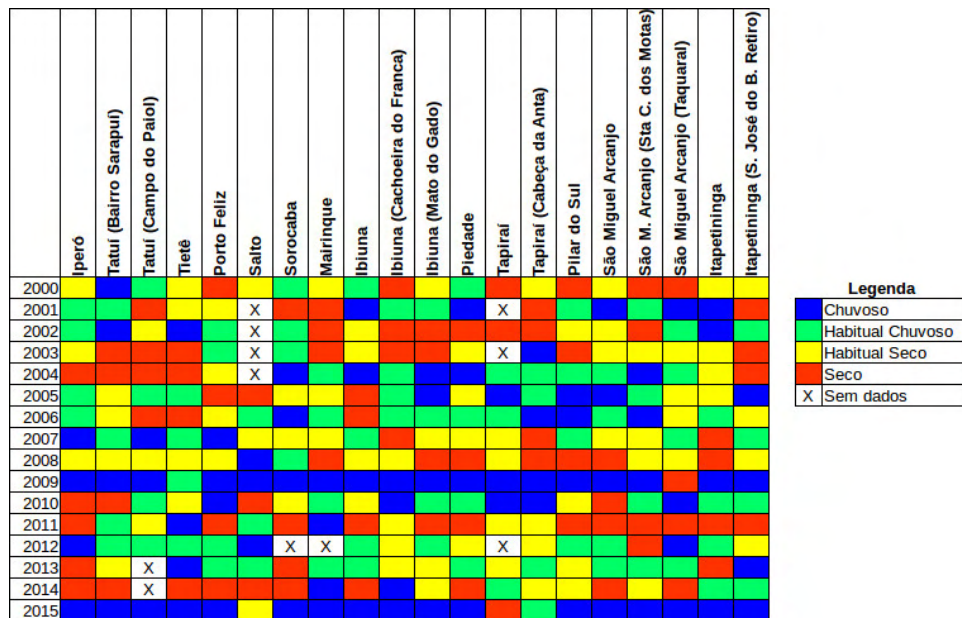 Iperó
Tatuí (Bairro Sarapuí)
Tatuí (Campo do Paiol)
Tietê
Porto Feliz
Salto
Sorocaba
Mairinque
Ibiuna
Ibiuna (Cachoeira do Franca)
Ibiuna (Mato do Gado)
Piedade
Tapiraí
Tapiraí (Cabeça da Anta)
Pilar do Sul
São Miguel Arcanjo
São M. Arcanjo (Sta C. dos Motas)
São Miguel Arcanjo (Taquaral)
Itapetininga
Itapetininga (S. José do B. Retiro)
2000
2001 X X
2002 X
2003 X X
2004 X
2005
2006
2007
2008
2009
2010
2011
2012 X X X
2013 X
2014 X
2015
Legenda
Chuvoso
Habitual Chuvoso
Habitual Seco
Seco
X Sem dados